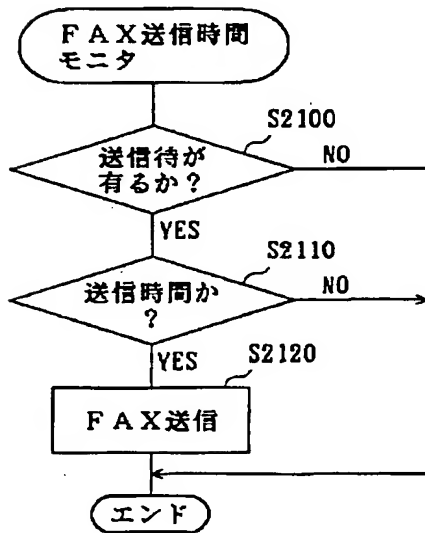 FAX送信時間
モニタ
S2100
送信待が
有るか?
NO
YES
S2110
送信時間か
?
NO
YES
S2120
FAX送信
エンド